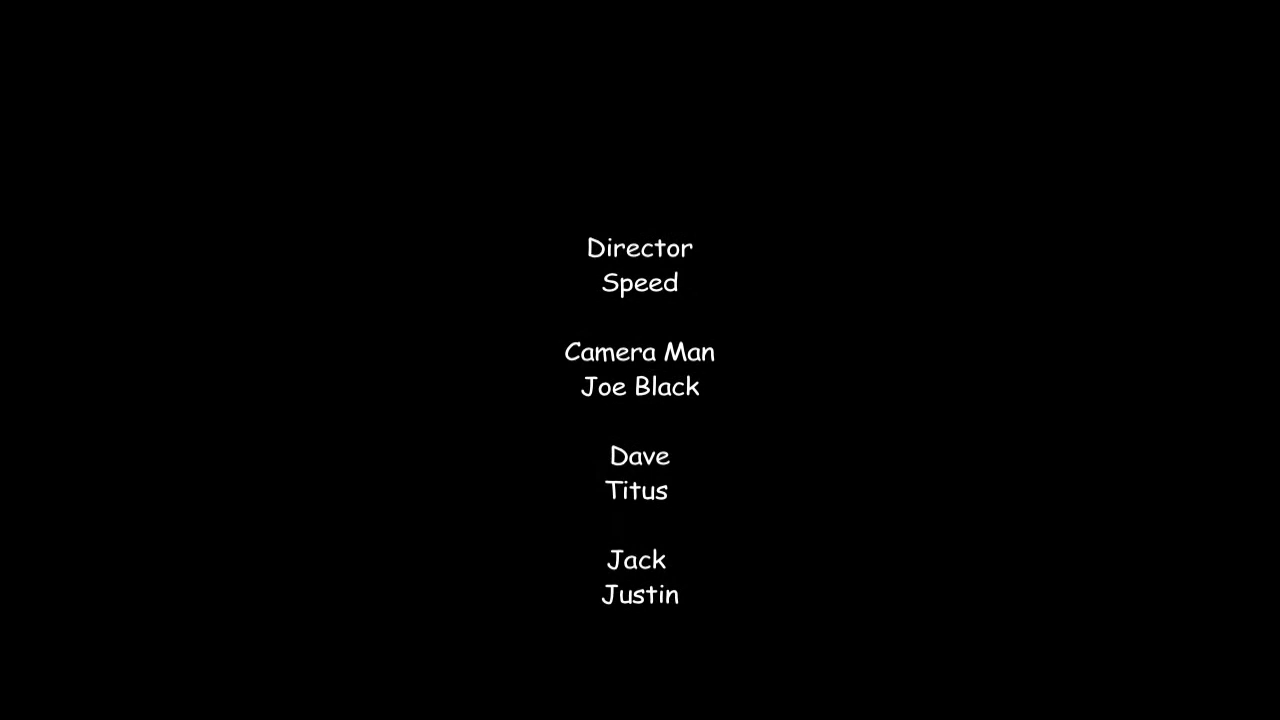 Director
Speed
Camera Man
Joe Black
Dave
Titus
Jack
Justin